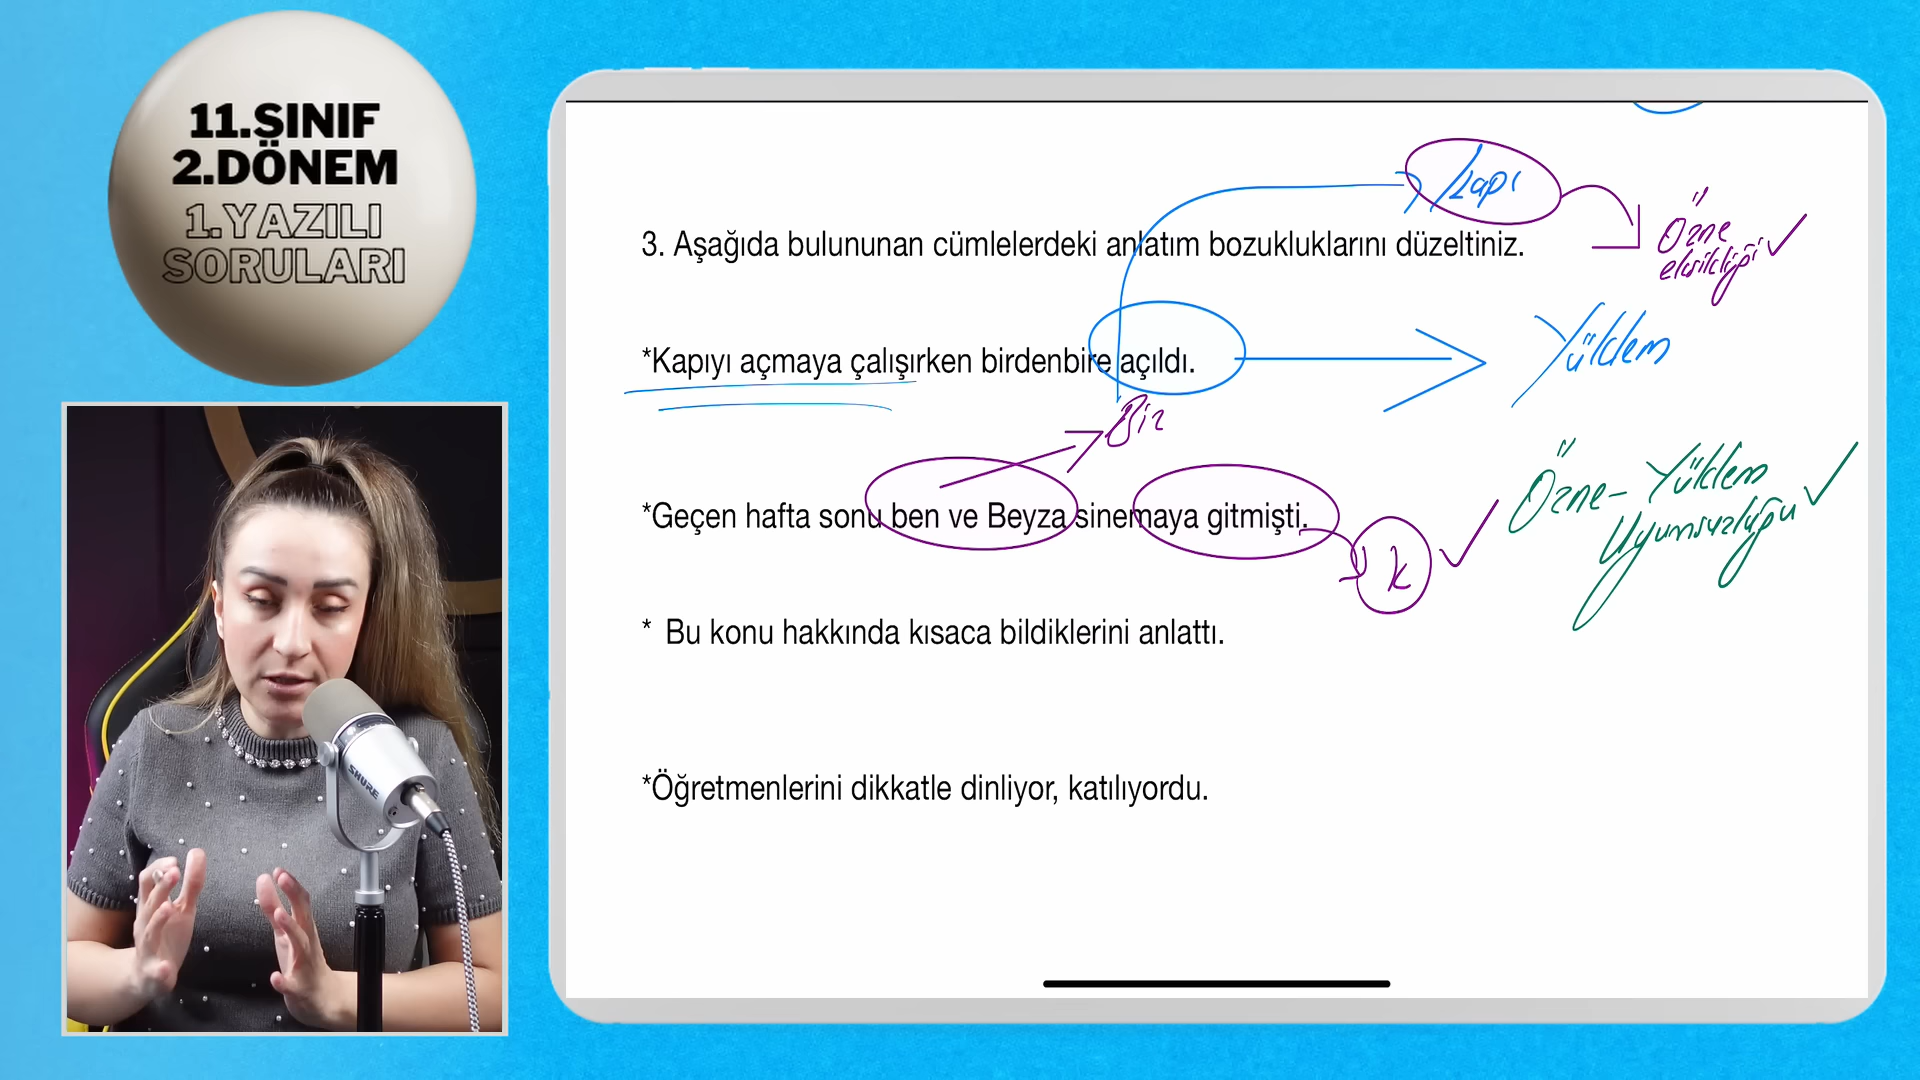 11.SINIF
2.DÖNEM
1.YAZILI
SORULARI
Kapı
3. Aşağıda bulununan cümlelerdeki anlatım bozukluklarını düzeltiniz.
Özne
eksikliği ✓
*Kapıyı açmaya çalışırken birdenbire açıldı.
Yüklem
Biz
*Geçen hafta sonu ben ve Beyza sinemaya gitmişti.
k ✓
Özne-Yüklem
Uyumsuzluğu ✓
* Bu konu hakkında kısaca bildiklerini anlattı.
*Öğretmenlerini dikkatle dinliyor, katılıyordu.
SHURE